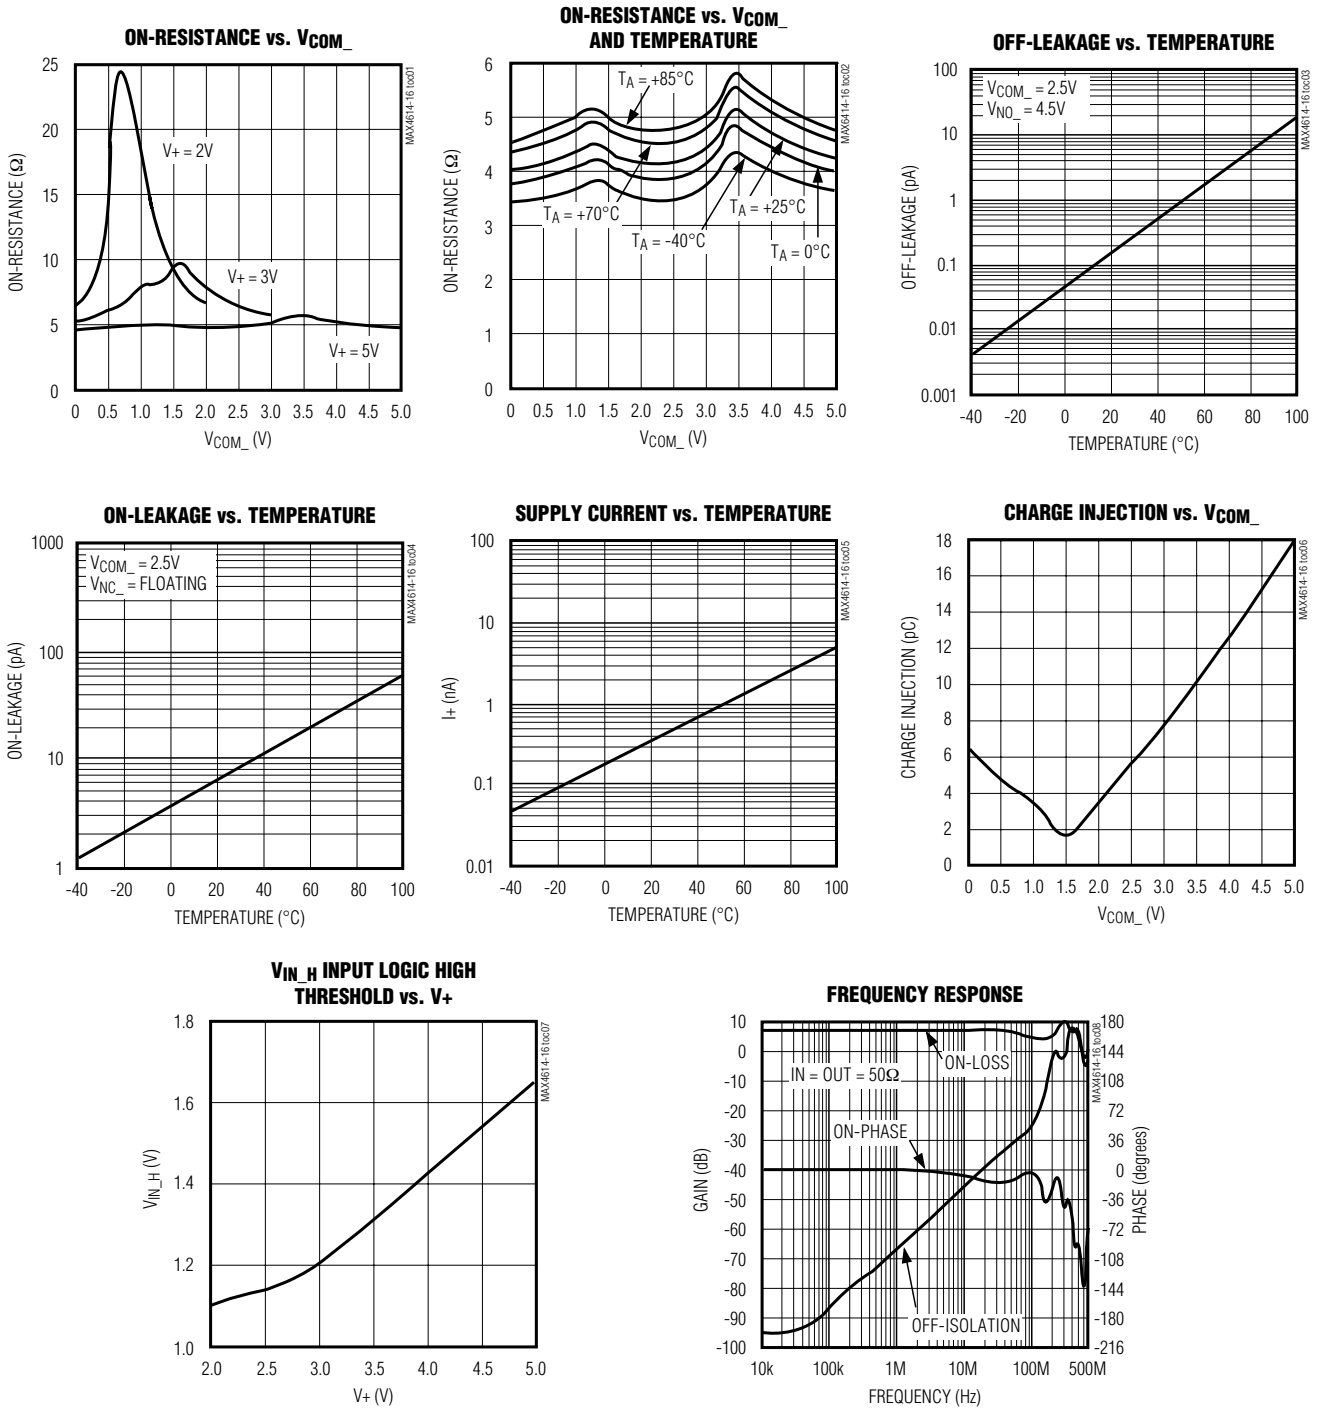 ON-RESISTANCE vs. VCOM_
MAX4614-16 toc01
ON-RESISTANCE (Ω)
25
20
15
10
5
0
V+ = 2V
V+ = 3V
V+ = 5V
0 0.5 1.0 1.5 2.0 2.5 3.0 3.5 4.0 5.0
VCOM_ (V)
ON-RESISTANCE vs. VCOM_
AND TEMPERATURE
MAX6414-16 toc02
ON-RESISTANCE (Ω)
6
5
4
3
2
1
0
TA = +85°C
TA = +70°C
TA = -40°C
TA = +25°C
TA = 0°C
0 0.5 1.0 1.5 2.0 2.5 3.0 3.5 4.0 5.0
VCOM_ (V)
OFF-LEAKAGE vs. TEMPERATURE
MAX4614-16 toc03
OFF-LEAKAGE (pA)
100
10
1
0.1
0.01
0.001
VCOM_ = 2.5V
VNO_ = 4.5V
-40 -20 0 20 40 60 80 100
TEMPERATURE (°C)
ON-LEAKAGE vs. TEMPERATURE
MAX4614-16 toc04
ON-LEAKAGE (pA)
1000
100
10
1
VCOM_ = 2.5V
VNC_ = FLOATING
-40 -20 0 20 40 60 80 100
TEMPERATURE (°C)
SUPPLY CURRENT vs. TEMPERATURE
MAX4614-16 toc05
I+ (nA)
100
10
1
0.1
0.01
-40 -20 0 20 40 60 80 100
TEMPERATURE (°C)
CHARGE INJECTION vs. VCOM_
MAX4614-16 toc06
CHARGE INJECTION (pC)
18
16
14
12
10
8
6
4
2
0
0 0.5 1.0 1.5 2.0 2.5 3.0 3.5 4.0 4.5 5.0
VCOM_ (V)
VIN_H INPUT LOGIC HIGH
THRESHOLD vs. V+
MAX4614-16 toc07
VIN_H (V)
1.8
1.6
1.4
1.2
1.0
2.0 2.5 3.0 3.5 4.0 4.5 5.0
V+ (V)
FREQUENCY RESPONSE
MAX4614-16 toc08
GAIN (dB)
10
0
-10
-20
-30
-40
-50
-60
-70
-80
-90
-100
IN = OUT = 50Ω
ON-LOSS
ON-PHASE
OFF-ISOLATION
180
144
108
72
36
0
-36
-72
-108
-144
-180
-216
PHASE (degrees)
10k 100k 1M 10M 100M 500M
FREQUENCY (Hz)